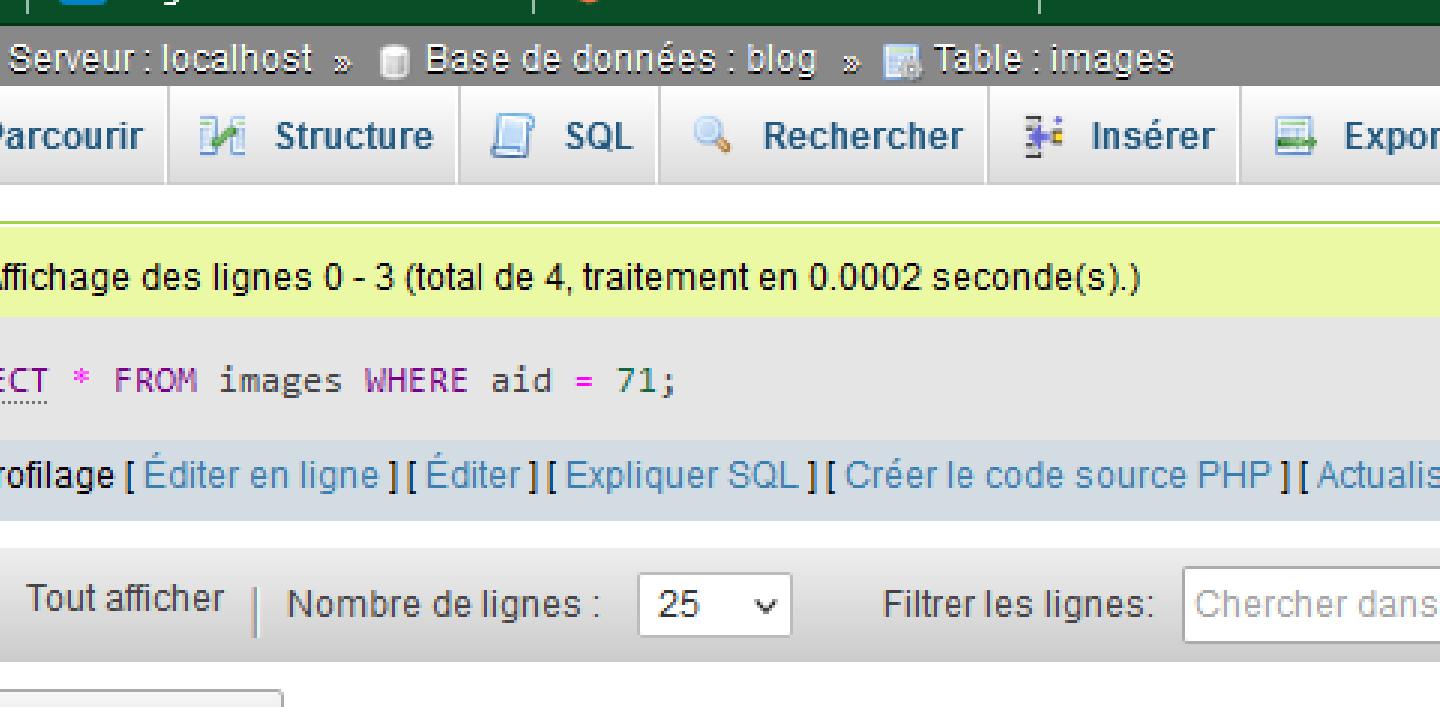 Serveur : localhost » Base de données : blog » Table : images
Parcourir Structure SQL Rechercher Insérer Expor
Affichage des lignes 0 - 3 (total de 4, traitement en 0.0002 seconde(s).)
ECT * FROM images WHERE aid = 71;
rofilage [ Éditer en ligne ] [ Éditer ] [ Expliquer SQL ] [ Créer le code source PHP ] [ Actualis
Tout afficher Nombre de lignes : 25 Filtrer les lignes: Chercher dans